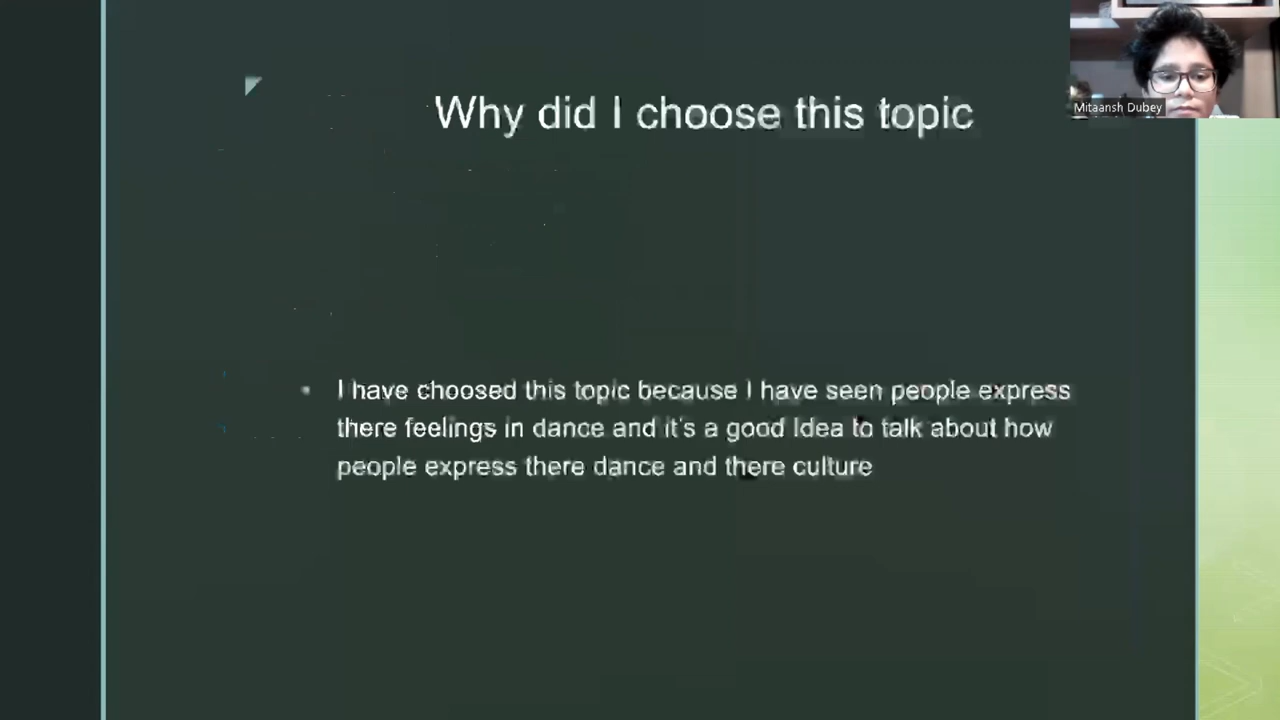 Why did I choose this topic
Mitaansh Dubey
▪ I have choosed this topic because I have seen people express
there feelings in dance and it's a good Idea to talk about how
people express there dance and there culture